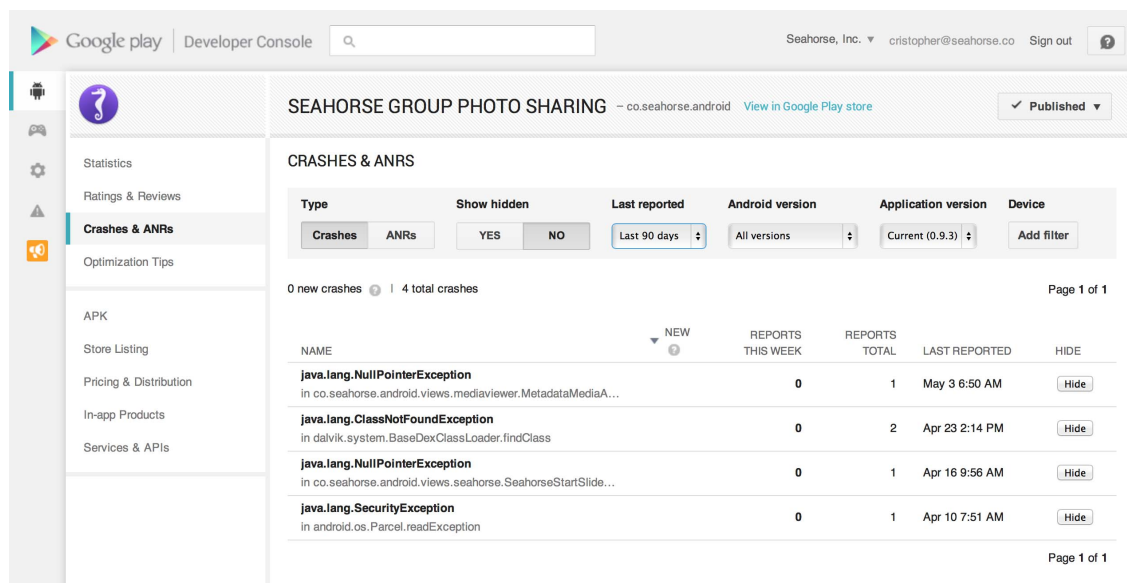 Google play | Developer Console
Seahorse, Inc. ▼ cristopher@seahorse.co Sign out
SEAHORSE GROUP PHOTO SHARING – co.seahorse.android View in Google Play store
✓ Published ▼
Statistics
Ratings & Reviews
Crashes & ANRs
Optimization Tips
APK
Store Listing
Pricing & Distribution
In-app Products
Services & APIs
CRASHES & ANRS
Type Show hidden Last reported Android version Application version Device
Crashes ANRs YES NO Last 90 days All versions Current (0.9.3) Add filter
0 new crashes ? | 4 total crashes Page 1 of 1
NAME NEW ? REPORTS THIS WEEK REPORTS TOTAL LAST REPORTED HIDE
java.lang.NullPointerException 0 1 May 3 6:50 AM Hide
in co.seahorse.android.views.mediaviewer.MetadataMediaA...
java.lang.ClassNotFoundException 0 2 Apr 23 2:14 PM Hide
in dalvik.system.BaseDexClassLoader.findClass
java.lang.NullPointerException 0 1 Apr 16 9:56 AM Hide
in co.seahorse.android.views.seahorse.SeahorseStartSlide...
java.lang.SecurityException 0 1 Apr 10 7:51 AM Hide
in android.os.Parcel.readException
Page 1 of 1